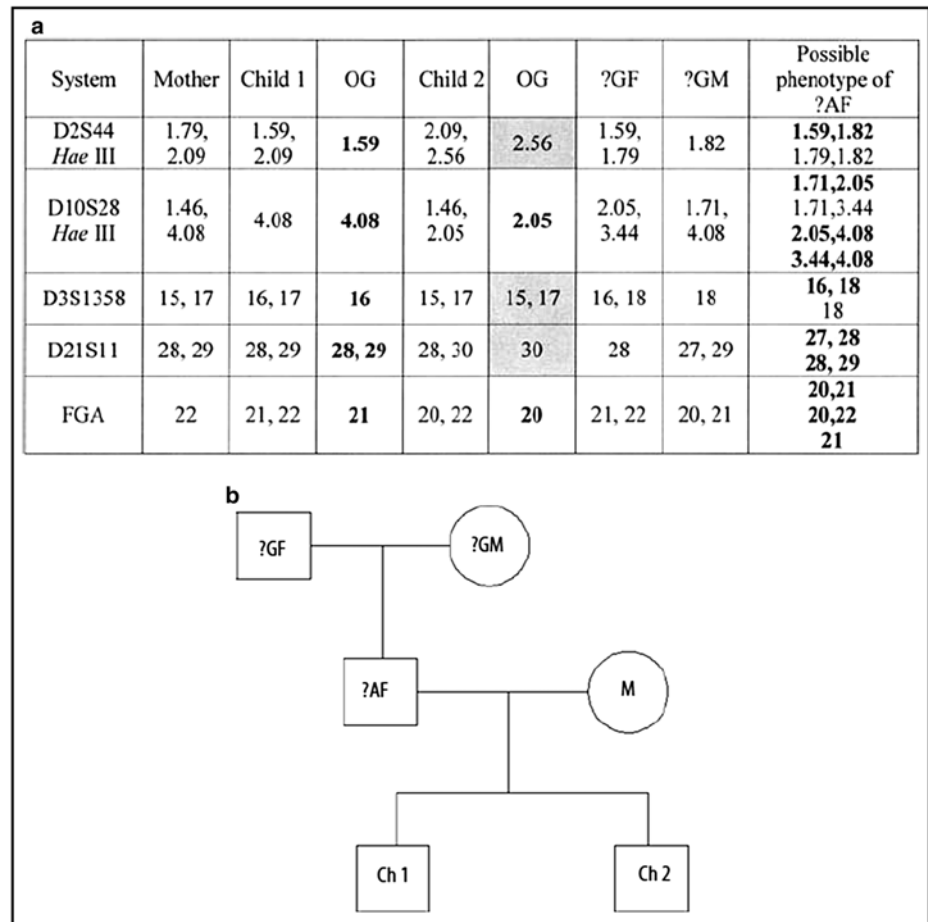 a
System Mother Child 1 OG Child 2 OG ?GF ?GM Possible phenotype of ?AF
D2S44 Hae III 1.79, 2.09 1.59, 2.09 1.59 2.09, 2.56 2.56 1.59, 1.79 1.82 1.59,1.82 1.79,1.82
D10S28 Hae III 1.46, 4.08 4.08 4.08 1.46, 2.05 2.05 2.05, 3.44 1.71, 4.08 1.71,2.05 1.71,3.44 2.05,4.08 3.44,4.08
D3S1358 15, 17 16, 17 16 15, 17 15, 17 16, 18 18 16, 18 18
D21S11 28, 29 28, 29 28, 29 28, 30 30 28 27, 29 27, 28 28, 29
FGA 22 21, 22 21 20, 22 20 21, 22 20, 21 20,21 20,22 21
b
?GF ?GM
?AF M
Ch 1 Ch 2